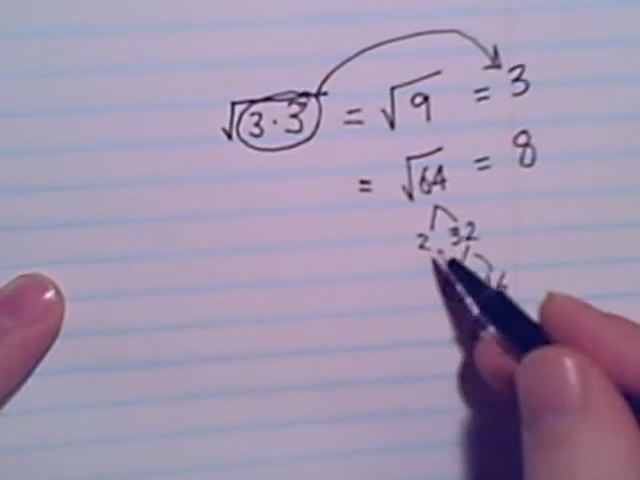 √3·3 = √9 = 3
= √64 = 8
2 32